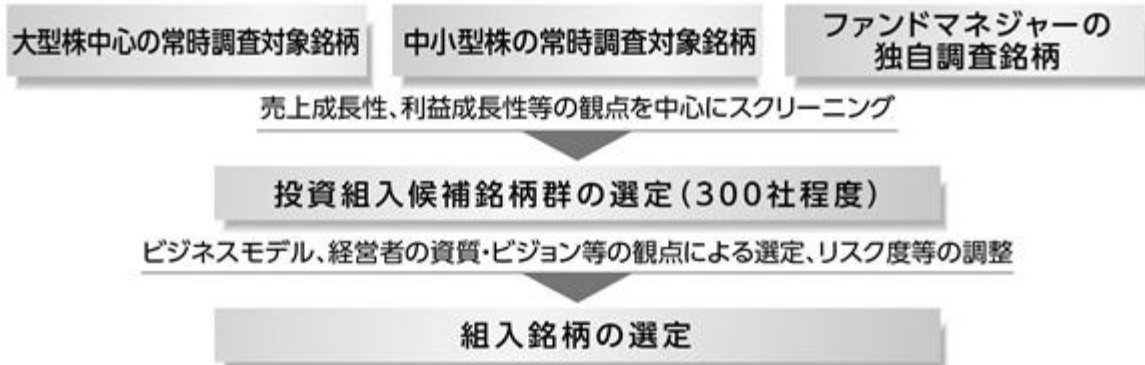 大型株中心の常時調査対象銘柄
中小型株の常時調査対象銘柄
ファンドマネジャーの
独自調査銘柄
売上成長性、利益成長性等の観点を中心にスクリーニング
投資組入候補銘柄群の選定(300社程度)
ビジネスモデル、経営者の資質・ビジョン等の観点による選定、リスク度等の調整
組入銘柄の選定